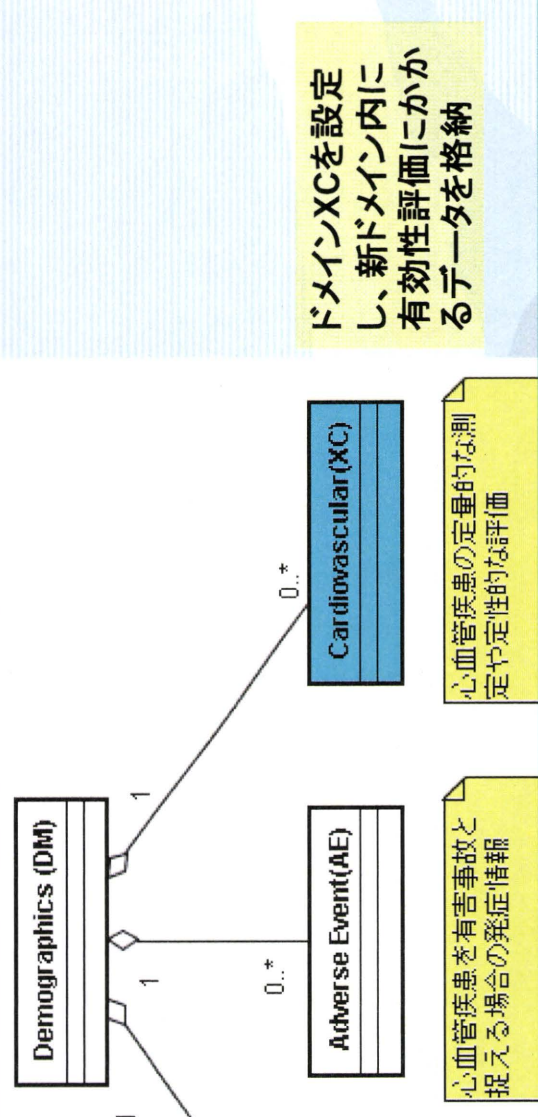 Demographics (DM)
1
1
0..*
0..*
Adverse Event(AE)
Cardiovascular(XC)
心血管疾患を有害事故と
捉える場合の発症情報
心血管疾患の定量的な測
定や定性的な評価
ドメインXCを設定
し、新ドメイン内に
有効性評価にかか
るデータを格納